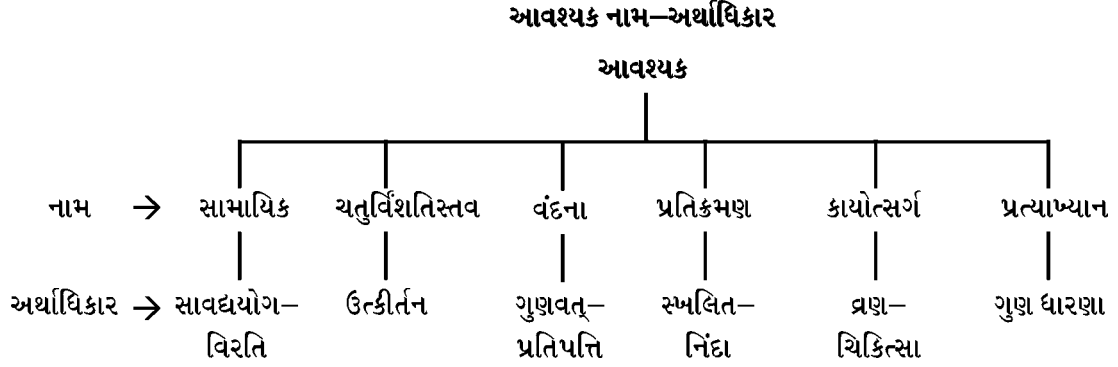 આવશ્યક નામ–અર્થાધિકાર
આવશ્યક
નામ → સામાયિક ચતુર્વિંશતિસ્તવ વંદના પ્રતિક્રમણ કાયોત્સર્ગ પ્રત્યાખ્યાન
અર્થાધિકાર → સાવદ્યયોગ– ઉત્કીર્તન ગુણવત્– સ્ખલિત– વ્રણ– ગુણ ધારણા
વિરતિ પ્રતિપત્તિ નિંદા ચિકિત્સા